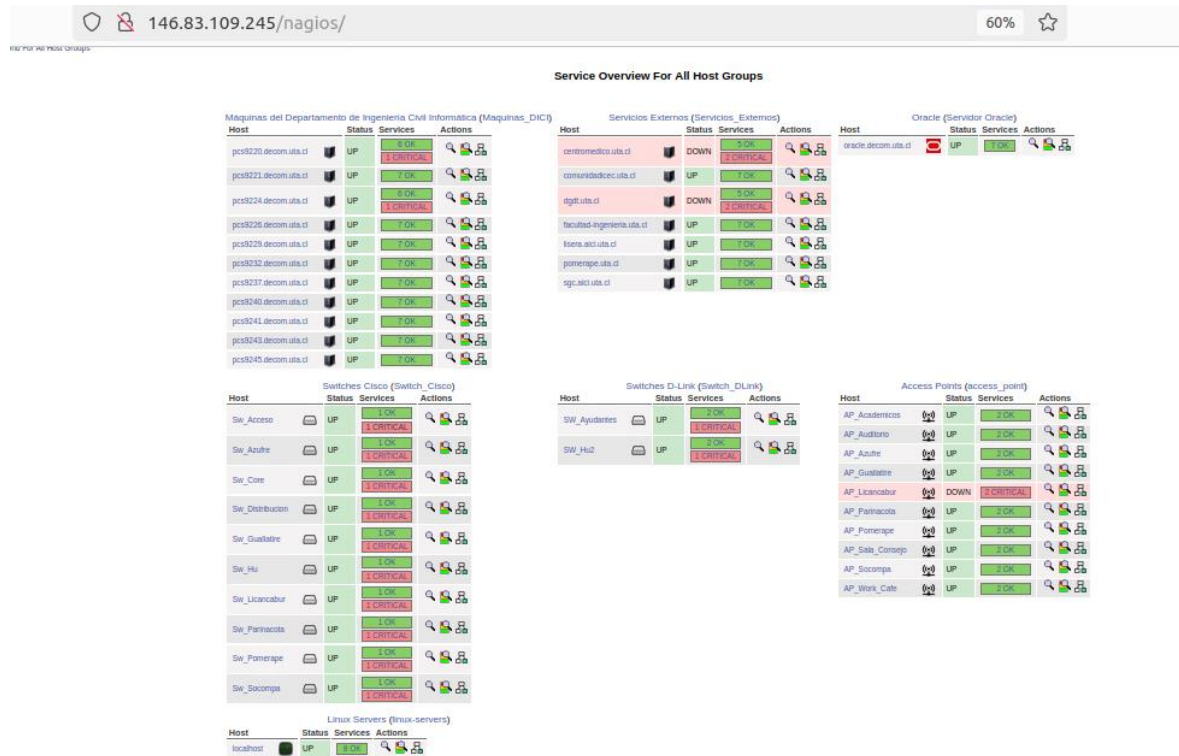 146.83.109.245/nagios/
60%
Service Overview For All Host Groups
Máquinas del Departamento de Ingeniería Civil Informática (Maquinas_DICI)
Host Status Services Actions
pcs9220.decom.uta.cl UP 6 OK
1 CRITICAL
pcs9221.decom.uta.cl UP 7 OK
pcs9224.decom.uta.cl UP 6 OK
1 CRITICAL
pcs9226.decom.uta.cl UP 7 OK
pcs9229.decom.uta.cl UP 7 OK
pcs9232.decom.uta.cl UP 7 OK
pcs9237.decom.uta.cl UP 7 OK
pcs9240.decom.uta.cl UP 7 OK
pcs9241.decom.uta.cl UP 7 OK
pcs9243.decom.uta.cl UP 7 OK
pcs9245.decom.uta.cl UP 7 OK
Servicios Externos (Servicios_Externos)
Host Status Services Actions
centromedico.uta.cl DOWN 5 OK
2 CRITICAL
comunidadicec.uta.cl UP 7 OK
dgdt.uta.cl DOWN 5 OK
2 CRITICAL
facultad-ingenieria.uta.cl UP 7 OK
lisera.aici.uta.cl UP 7 OK
pomerape.uta.cl UP 7 OK
sgc.aici.uta.cl UP 7 OK
Oracle (Servidor Oracle)
Host Status Services Actions
oracle.decom.uta.cl UP 7 OK
Switches Cisco (Switch_Cisco)
Host Status Services Actions
Sw_Acceso UP 1 OK
1 CRITICAL
Sw_Azufre UP 1 OK
1 CRITICAL
Sw_Core UP 1 OK
1 CRITICAL
Sw_Distribucion UP 1 OK
1 CRITICAL
Sw_Guallatire UP 1 OK
1 CRITICAL
Sw_Hu UP 1 OK
1 CRITICAL
Sw_Licancabur UP 1 OK
1 CRITICAL
Sw_Parinacota UP 1 OK
1 CRITICAL
Sw_Pomerape UP 1 OK
1 CRITICAL
Sw_Socompa UP 1 OK
1 CRITICAL
Switches D-Link (Switch_DLink)
Host Status Services Actions
SW_Ayudantes UP 2 OK
1 CRITICAL
SW_Hu2 UP 2 OK
1 CRITICAL
Access Points (access_point)
Host Status Services Actions
AP_Academicos UP 2 OK
AP_Auditorio UP 2 OK
AP_Azufre UP 2 OK
AP_Guallatire UP 2 OK
AP_Licancabur DOWN 2 CRITICAL
AP_Parinacota UP 2 OK
AP_Pomerape UP 2 OK
AP_Sala_Consejo UP 2 OK
AP_Socompa UP 2 OK
AP_Work_Cafe UP 2 OK
Linux Servers (linux-servers)
Host Status Services Actions
localhost UP 8 OK